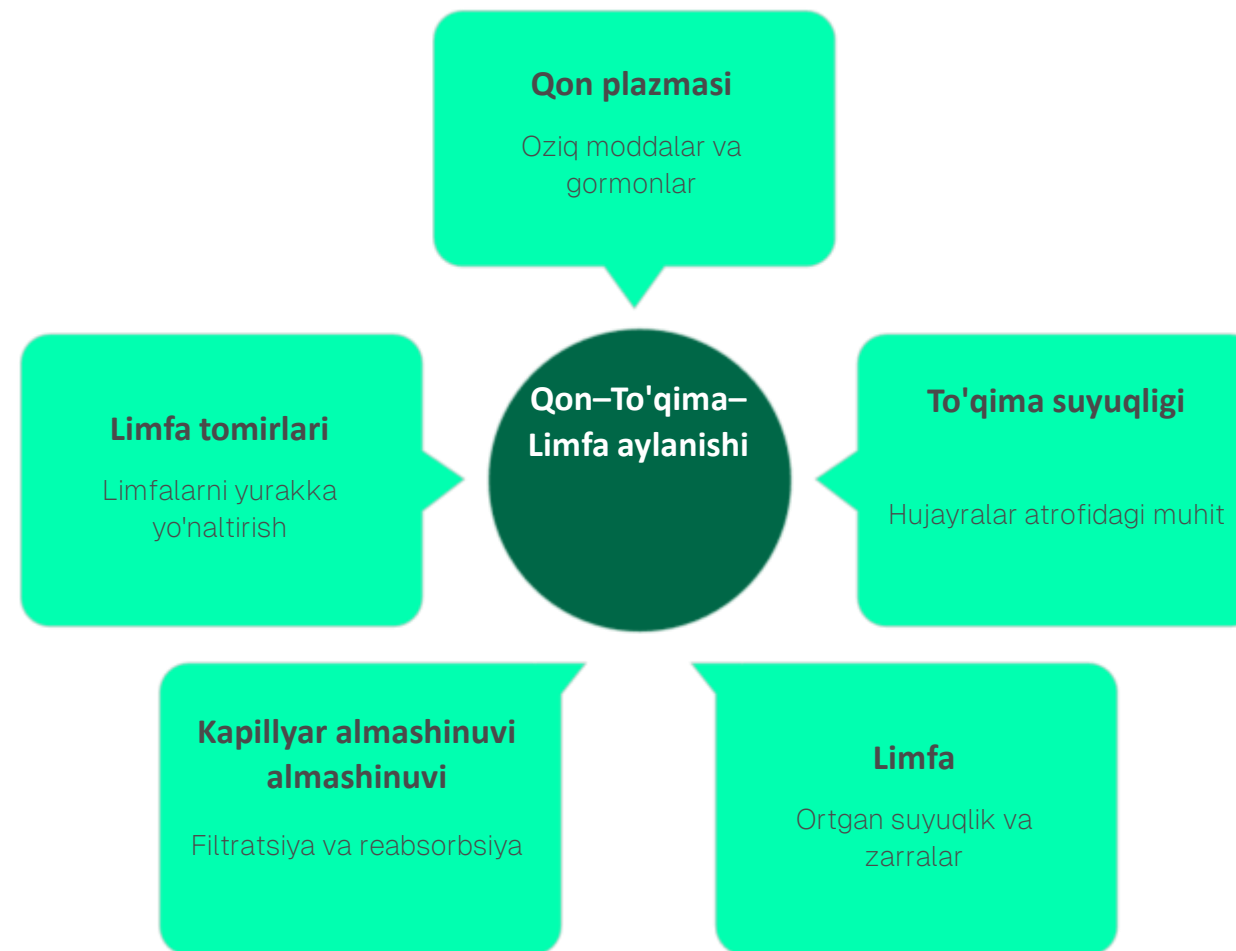 Qon plazmasi
Oziq moddalar va
gormonlar
Qon–To'qima–
Limfa aylanishi
To'qima suyuqligi
Hujayralar atrofidagi muhit
Limfa tomirlari
Limfalarni yurakka
yo'naltirish
Kapillyar almashinuvi
almashinuvi
Filtratsiya va reabsorbsiya
Limfa
Ortgan suyuqlik va
zarralar